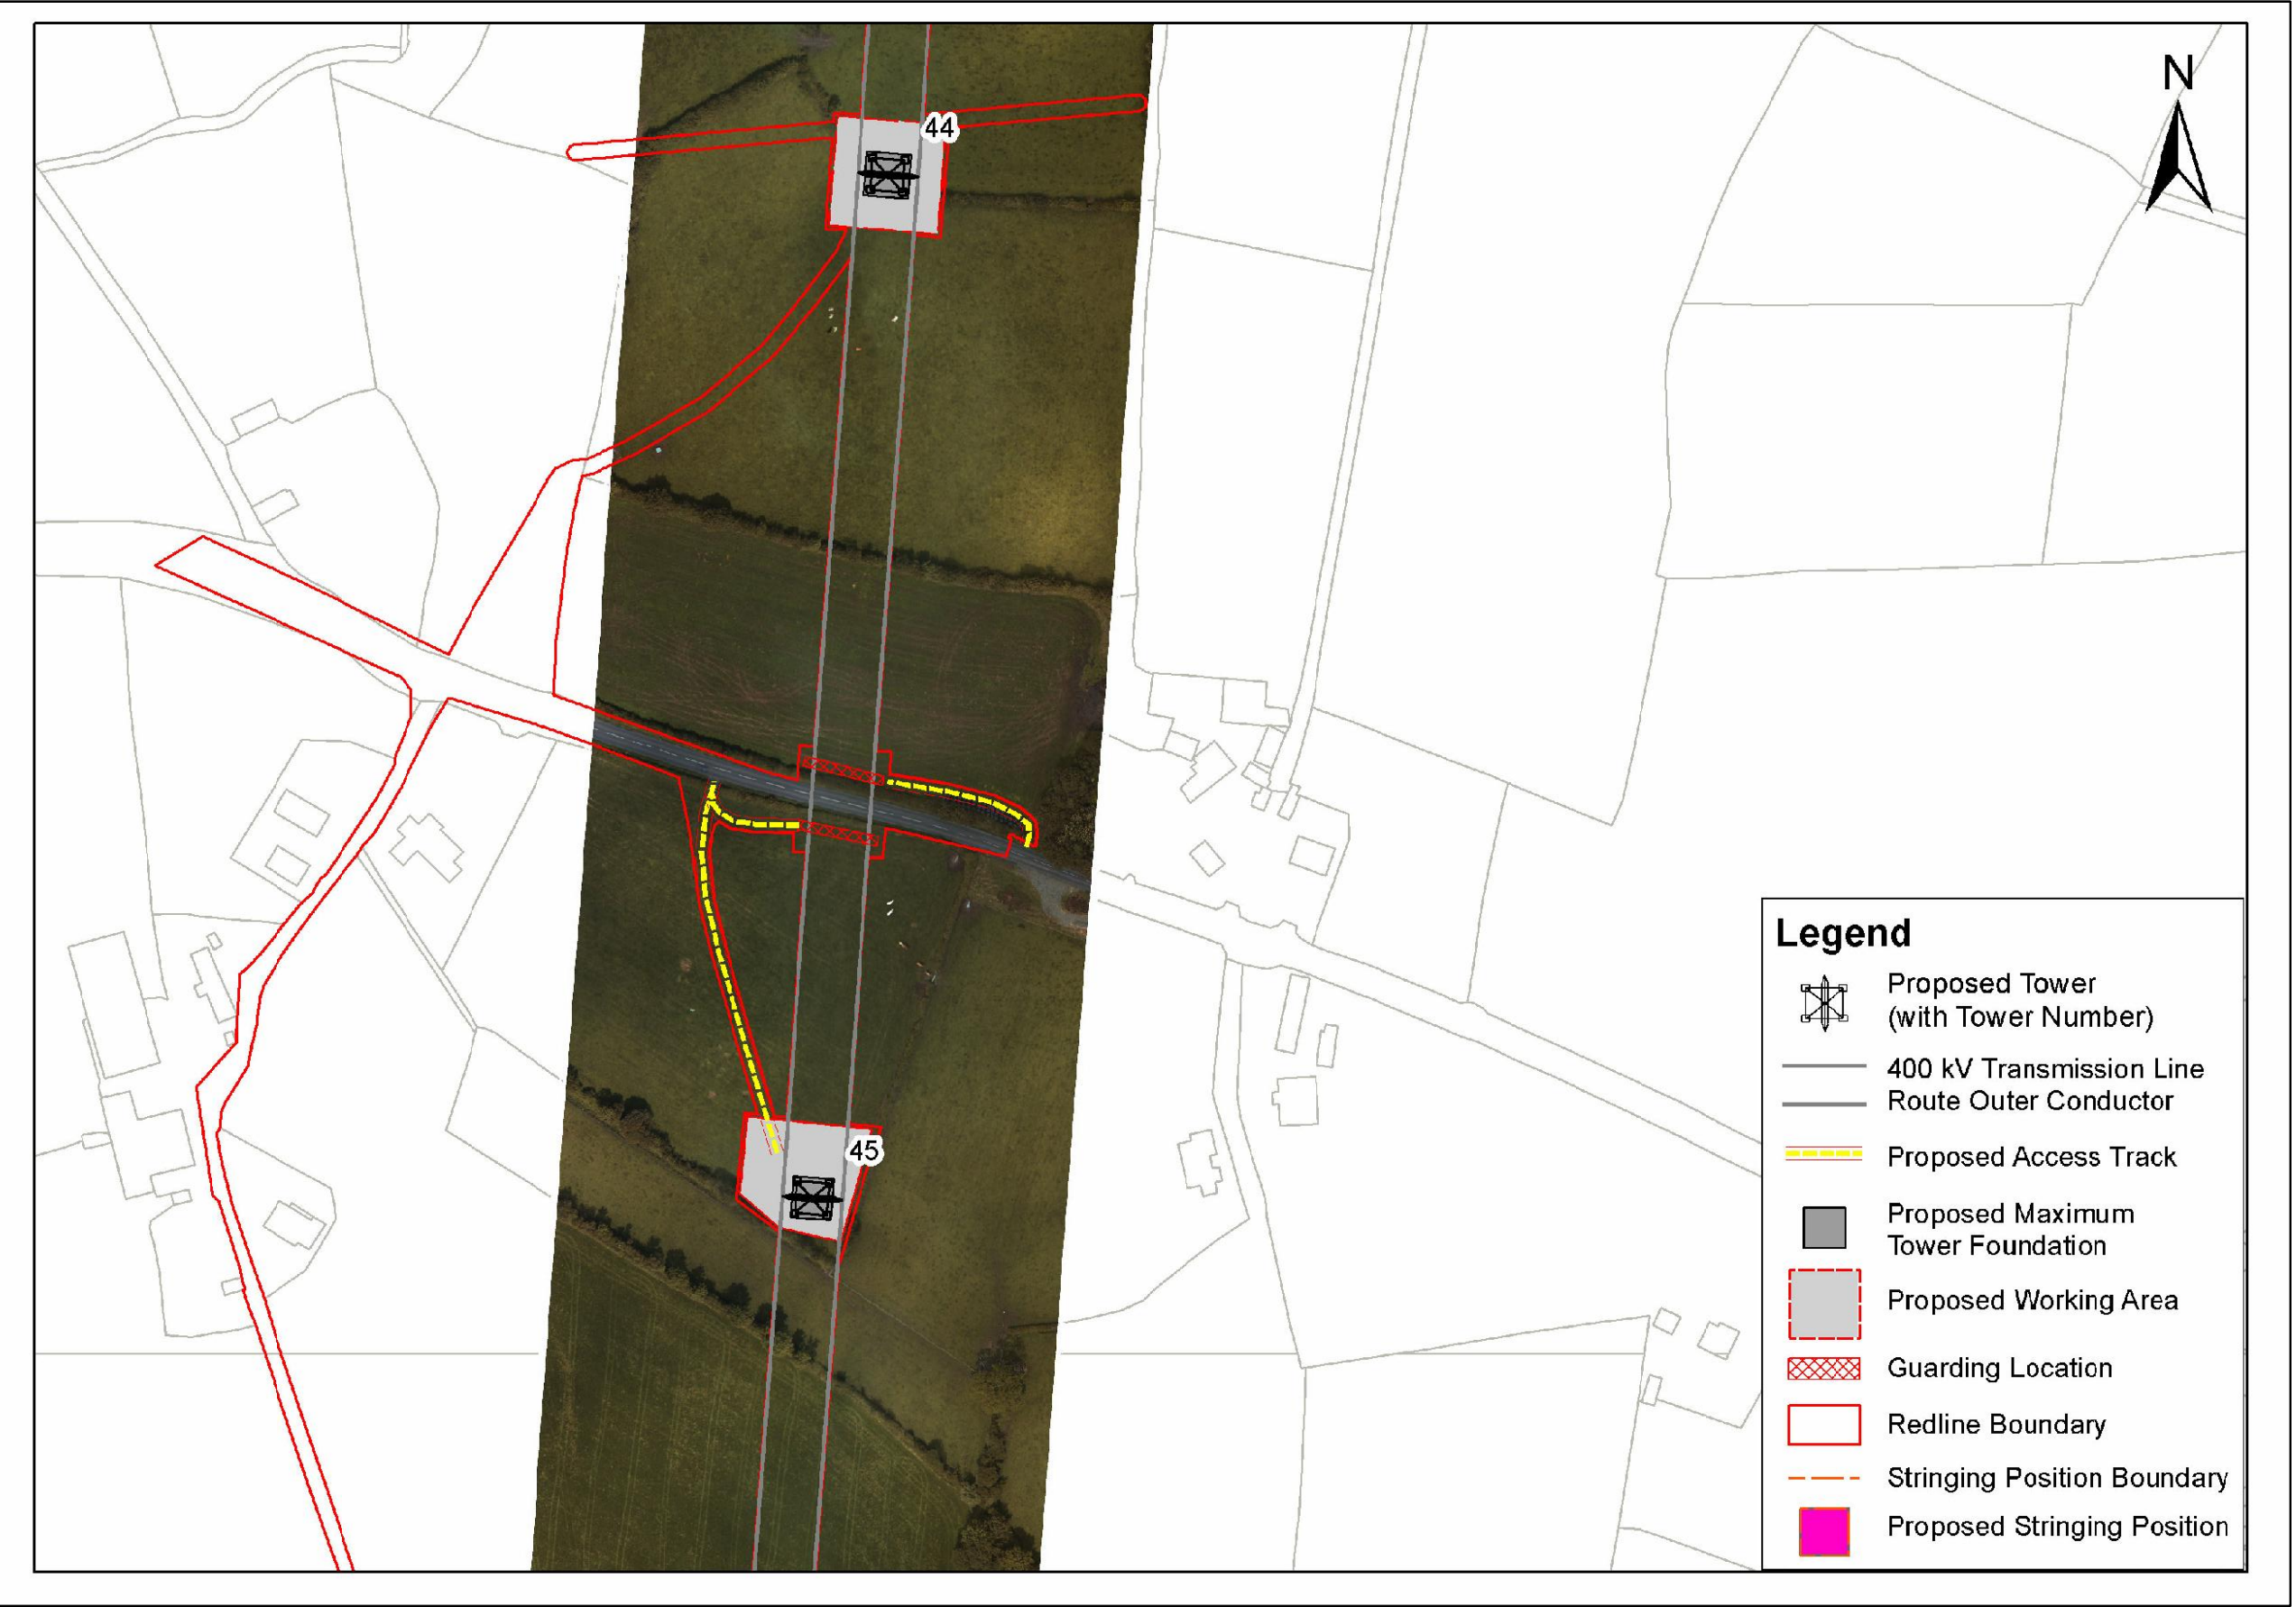 N
44
45
Legend
Proposed Tower
(with Tower Number)
400 kV Transmission Line
Route Outer Conductor
Proposed Access Track
Proposed Maximum
Tower Foundation
Proposed Working Area
Guarding Location
Redline Boundary
Stringing Position Boundary
Proposed Stringing Position